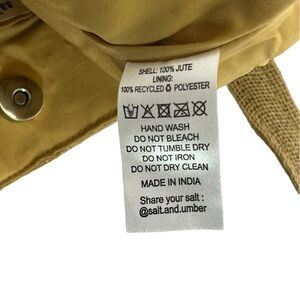 SHELL: 100% JUTE
LINING:
100% RECYCLED ♻ POLYESTER
HAND WASH
DO NOT BLEACH
DO NOT TUMBLE DRY
DO NOT IRON
DO NOT DRY CLEAN
MADE IN INDIA
Share your salt :
@salt.and.umber